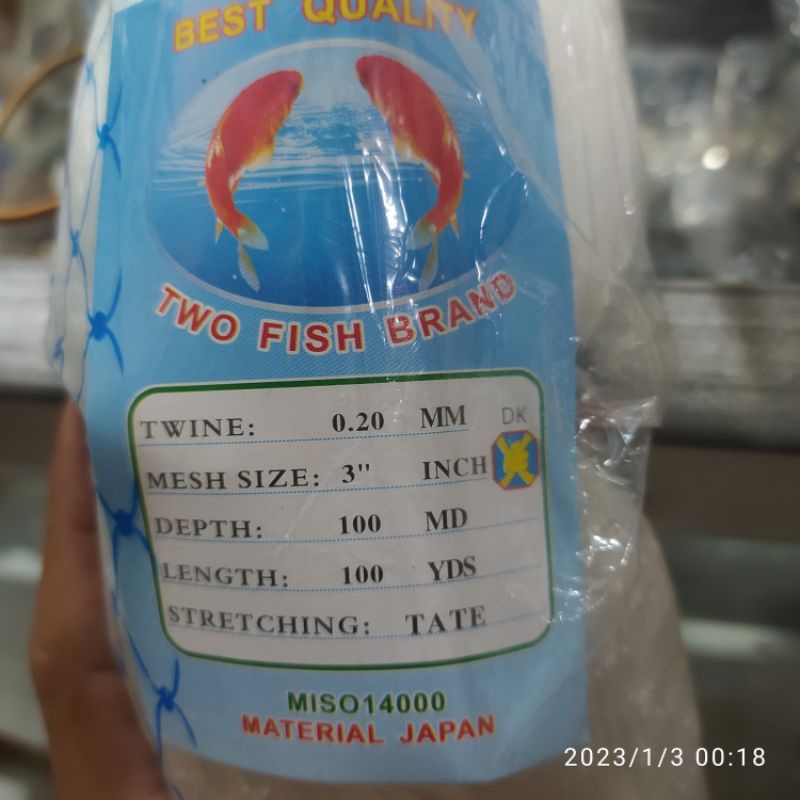 BEST QUALITY
TWO FISH BRAND
TWINE: 0.20 MM DK
MESH SIZE: 3" INCH
DEPTH: 100 MD
LENGTH: 100 YDS
STRETCHING: TATE
MISO14000
MATERIAL JAPAN
2023/1/3 00:18